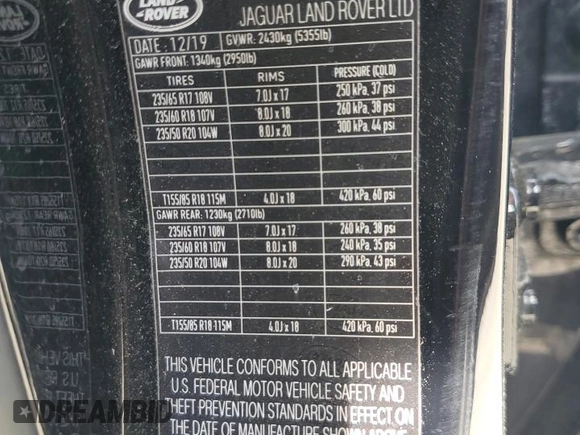 LAND
ROVER
JAGUAR LAND ROVER LTD
DATE: 12/19 GVWR: 2430kg (5355lb)
GAWR FRONT: 1340kg (2950lb)
TIRES RIMS PRESSURE (COLD)
235/65 R17 108V 7.0J x 17 250 kPa, 37 psi
235/60 R18 107V 8.0J x 18 260 kPa, 38 psi
235/50 R20 104W 8.0J x 20 300 kPa, 44 psi
T155/85 R18 115M 4.0J x 18 420 kPa, 60 psi
GAWR REAR: 1230kg (2710lb)
235/65 R17 108V 7.0J x 17 260 kPa, 38 psi
235/60 R18 107V 8.0J x 18 240 kPa, 35 psi
235/50 R20 104W 8.0J x 20 290 kPa, 43 psi
T155/85 R18 115M 4.0J x 18 420 kPa, 60 psi
THIS VEHICLE CONFORMS TO ALL APPLICABLE
U.S. FEDERAL MOTOR VEHICLE SAFETY AND
THEFT PREVENTION STANDARDS IN EFFECT ON
THE DATE OF MANUFACTURE SHOWN ABOVE
DREAMBID